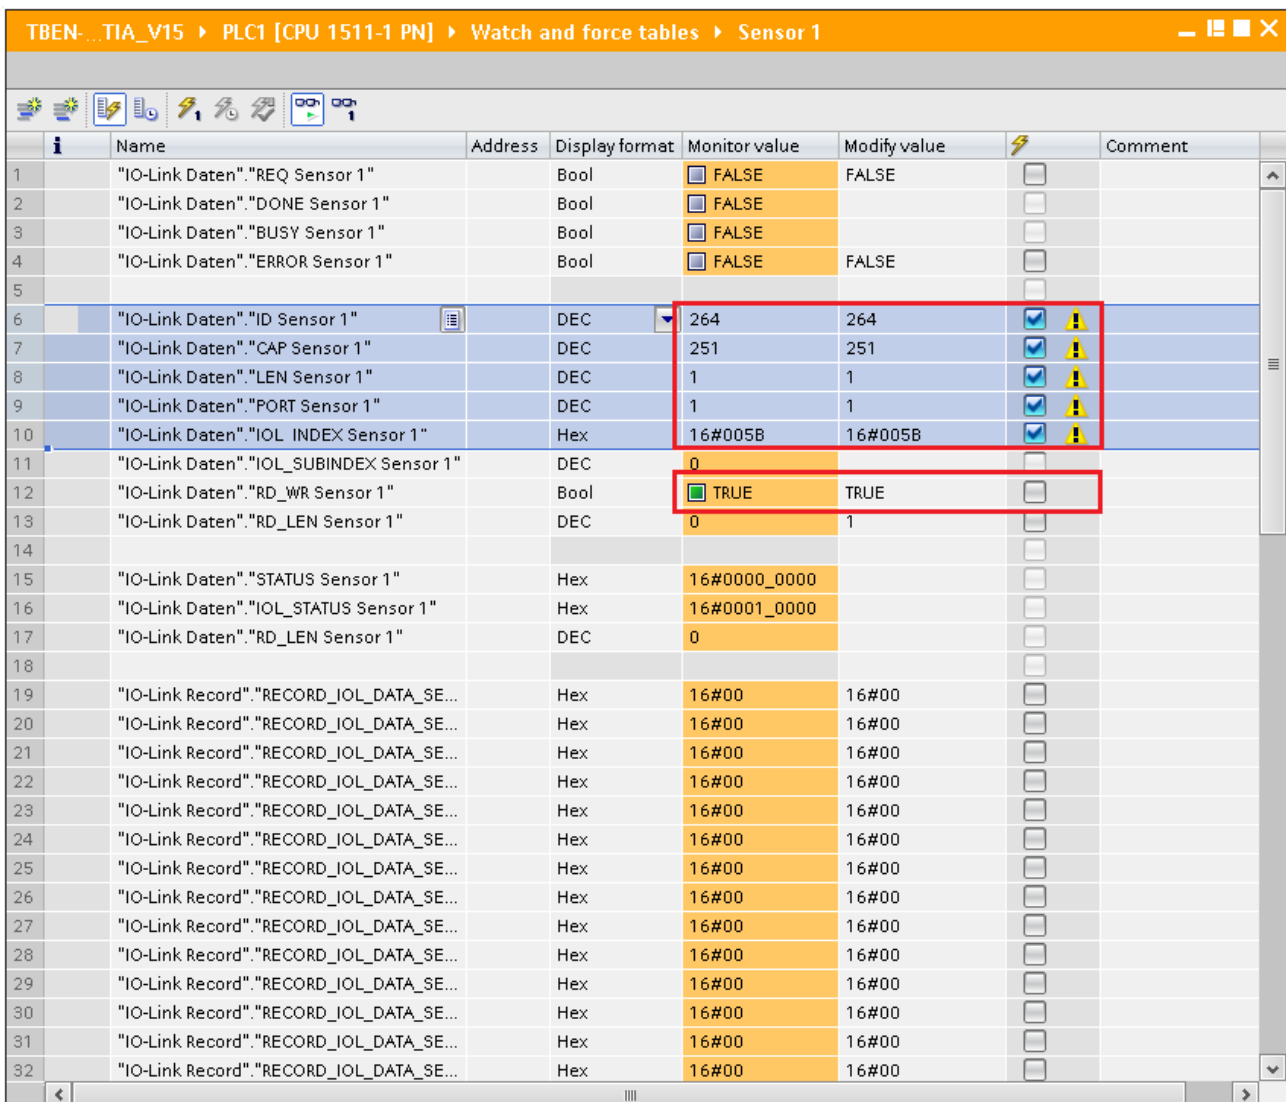 TBEN-...TIA_V15 ▸ PLC1 [CPU 1511-1 PN] ▸ Watch and force tables ▸ Sensor 1
i Name Address Display format Monitor value Modify value Comment
1 "IO-Link Daten"."REQ Sensor 1" Bool FALSE FALSE
2 "IO-Link Daten"."DONE Sensor 1" Bool FALSE
3 "IO-Link Daten"."BUSY Sensor 1" Bool FALSE
4 "IO-Link Daten"."ERROR Sensor 1" Bool FALSE FALSE
5
6 "IO-Link Daten"."ID Sensor 1" DEC 264 264
7 "IO-Link Daten"."CAP Sensor 1" DEC 251 251
8 "IO-Link Daten"."LEN Sensor 1" DEC 1 1
9 "IO-Link Daten"."PORT Sensor 1" DEC 1 1
10 "IO-Link Daten"."IOL_INDEX Sensor 1" Hex 16#005B 16#005B
11 "IO-Link Daten"."IOL_SUBINDEX Sensor 1" DEC 0
12 "IO-Link Daten"."RD_WR Sensor 1" Bool TRUE TRUE
13 "IO-Link Daten"."RD_LEN Sensor 1" DEC 0 1
14
15 "IO-Link Daten"."STATUS Sensor 1" Hex 16#0000_0000
16 "IO-Link Daten"."IOL_STATUS Sensor 1" Hex 16#0001_0000
17 "IO-Link Daten"."RD_LEN Sensor 1" DEC 0
18
19 "IO-Link Record"."RECORD_IOL_DATA_SE... Hex 16#00 16#00
20 "IO-Link Record"."RECORD_IOL_DATA_SE... Hex 16#00 16#00
21 "IO-Link Record"."RECORD_IOL_DATA_SE... Hex 16#00 16#00
22 "IO-Link Record"."RECORD_IOL_DATA_SE... Hex 16#00 16#00
23 "IO-Link Record"."RECORD_IOL_DATA_SE... Hex 16#00 16#00
24 "IO-Link Record"."RECORD_IOL_DATA_SE... Hex 16#00 16#00
25 "IO-Link Record"."RECORD_IOL_DATA_SE... Hex 16#00 16#00
26 "IO-Link Record"."RECORD_IOL_DATA_SE... Hex 16#00 16#00
27 "IO-Link Record"."RECORD_IOL_DATA_SE... Hex 16#00 16#00
28 "IO-Link Record"."RECORD_IOL_DATA_SE... Hex 16#00 16#00
29 "IO-Link Record"."RECORD_IOL_DATA_SE... Hex 16#00 16#00
30 "IO-Link Record"."RECORD_IOL_DATA_SE... Hex 16#00 16#00
31 "IO-Link Record"."RECORD_IOL_DATA_SE... Hex 16#00 16#00
32 "IO-Link Record"."RECORD_IOL_DATA_SE... Hex 16#00 16#00